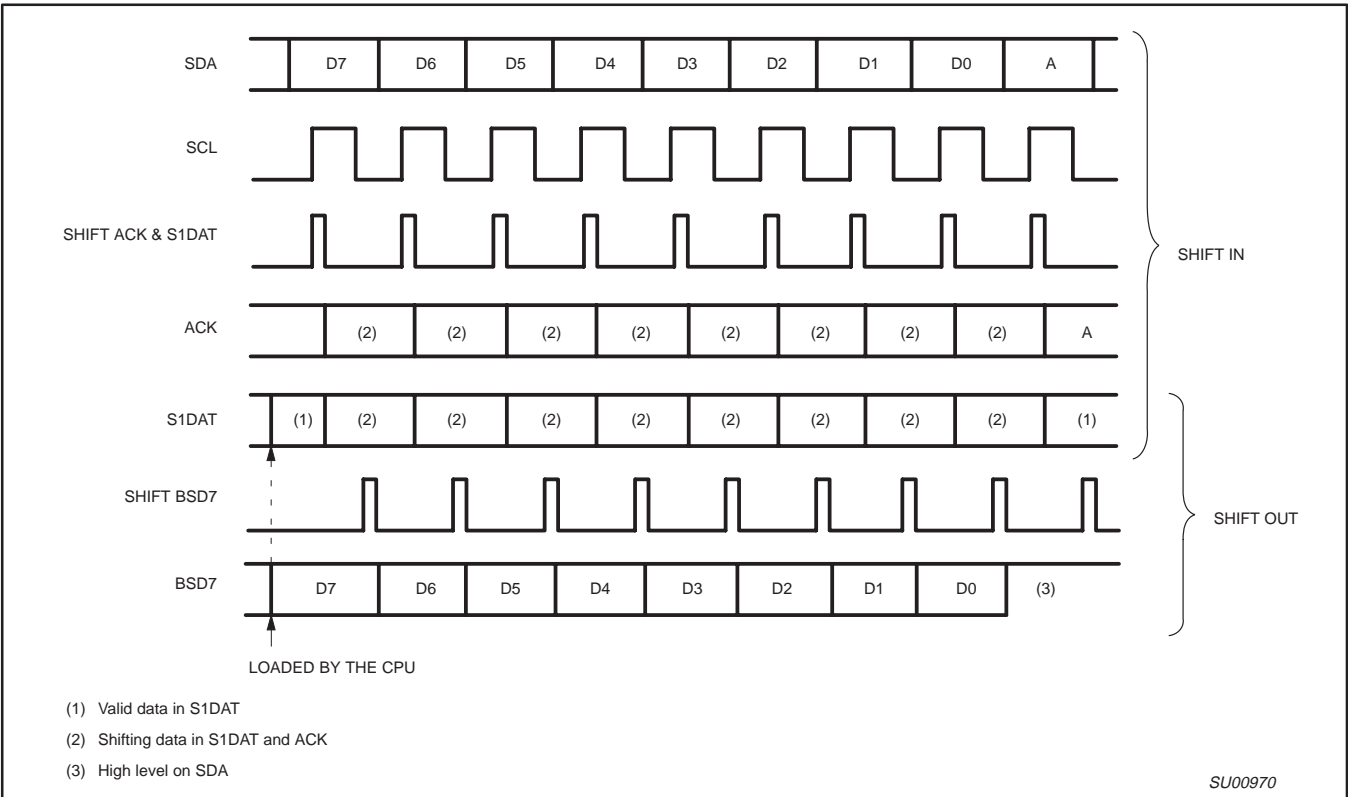 SDA D7 D6 D5 D4 D3 D2 D1 D0 A
SCL
SHIFT ACK & S1DAT
SHIFT IN
ACK (2) (2) (2) (2) (2) (2) (2) (2) A
S1DAT (1) (2) (2) (2) (2) (2) (2) (2) (2) (1)
SHIFT BSD7
SHIFT OUT
BSD7 D7 D6 D5 D4 D3 D2 D1 D0 (3)
LOADED BY THE CPU
(1) Valid data in S1DAT
(2) Shifting data in S1DAT and ACK
(3) High level on SDA
SU00970